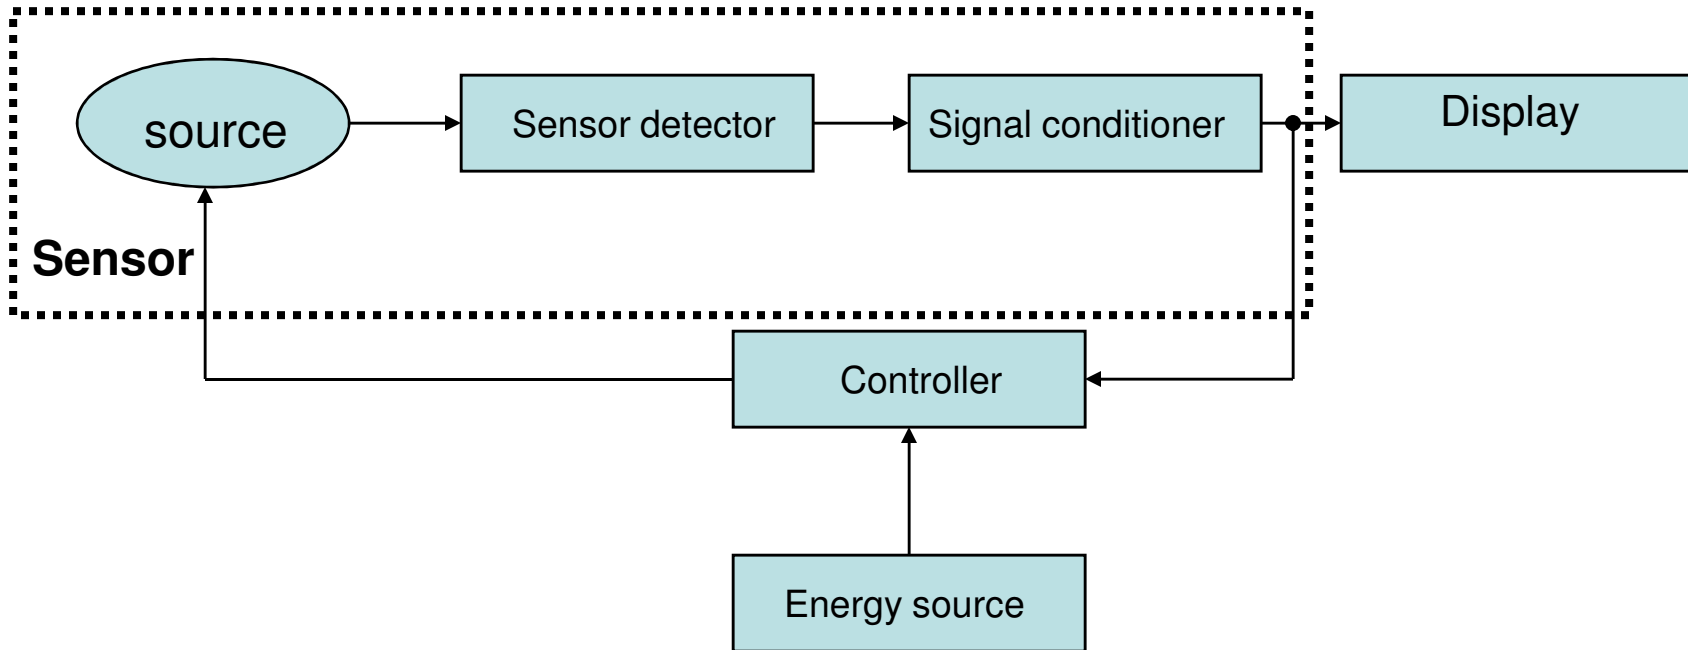 source
Sensor detector
Signal conditioner
Display
Sensor
Controller
Energy source